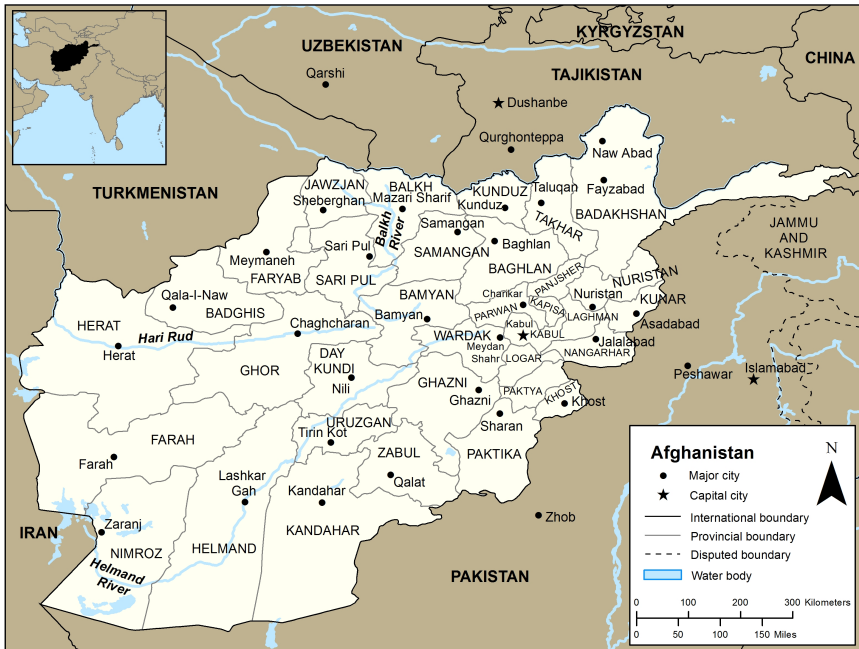 UZBEKISTAN
KYRGYZSTAN
CHINA
Qarshi
TAJIKISTAN
Dushanbe
Qurghonteppa
TURKMENISTAN
Naw Abad
Fayzabad
BADAKHSHAN
JAWZJAN
Sheberghan
BALKH
Mazari Sharif
KUNDUZ
Kunduz
Taluqan
TAKHAR
JAMMU
AND
KASHMIR
Balkh
River
Samangan
SAMANGAN
Baghlan
BAGHLAN
Meymaneh
FARYAB
Sari Pul
SARI PUL
PANJSHER
NURISTAN
Qala-I-Naw
BADGHIS
BAMYAN
Bamyan
Charikar
PARWAN
KAPISA
Nuristan
LAGHMAN
KUNAR
Asadabad
HERAT
Herat
Hari Rud
Chaghcharan
WARDAK
Meydan
Shahr
Kabul
KABUL
Jalalabad
NANGARHAR
LOGAR
GHOR
DAY
KUNDI
Nili
GHAZNI
Ghazni
PAKTYA
KHOST
Khost
Peshawar
Islamabad
Sharan
PAKTIKA
URUZGAN
Tirin Kot
FARAH
Farah
ZABUL
Qalat
Lashkar
Gah
Kandahar
KANDAHAR
Zhob
IRAN
Zaranj
NIMROZ
HELMAND
Helmand
River
PAKISTAN
Afghanistan
N
Major city
Capital city
International boundary
Provincial boundary
Disputed boundary
Water body
0 100 200 300 Kilometers
0 50 100 150 Miles